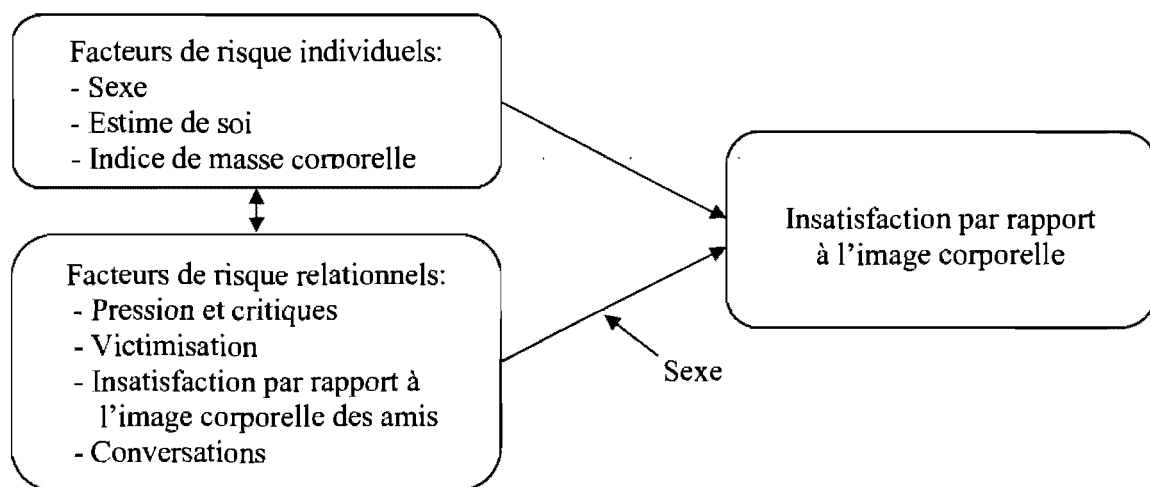 Facteurs de risque individuels:
- Sexe
- Estime de soi
- Indice de masse corporelle
Facteurs de risque relationnels:
- Pression et critiques
- Victimisation
- Insatisfaction par rapport à
l'image corporelle des amis
- Conversations
Insatisfaction par rapport
à l'image corporelle
Sexe